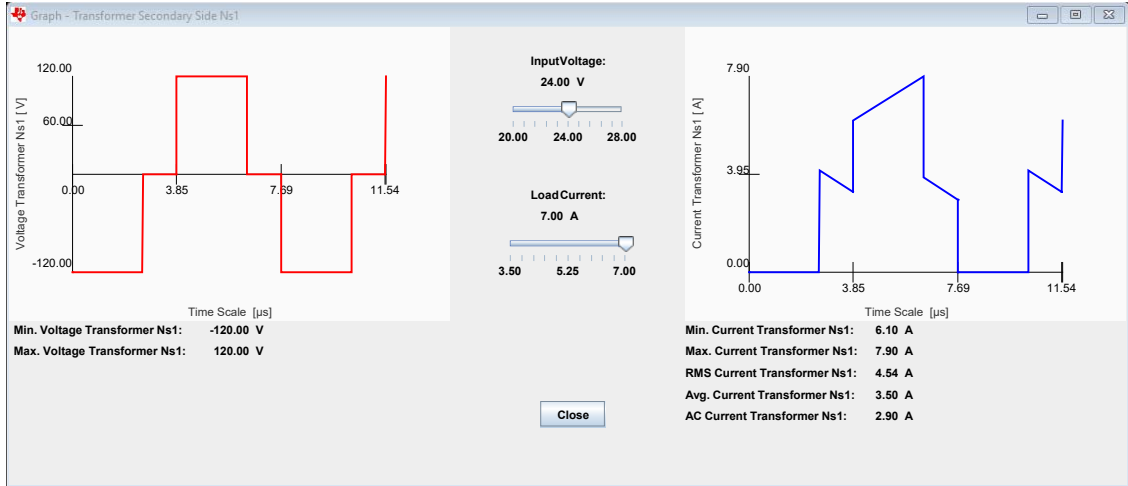 Graph - Transformer Secondary Side Ns1
120.00
60.00
-120.00
0.00
3.85
7.69
11.54
Voltage Transformer Ns1 [ V]
Time Scale [µs]
Min. Voltage Transformer Ns1: -120.00 V
Max. Voltage Transformer Ns1: 120.00 V
InputVoltage:
24.00 V
20.00 24.00 28.00
LoadCurrent:
7.00 A
3.50 5.25 7.00
Close
7.90
3.95
0.00
0.00
3.85
7.69
11.54
Current Transformer Ns1 [ A]
Time Scale [µs]
Min. Current Transformer Ns1: 6.10 A
Max. Current Transformer Ns1: 7.90 A
RMS Current Transformer Ns1: 4.54 A
Avg. Current Transformer Ns1: 3.50 A
AC Current Transformer Ns1: 2.90 A